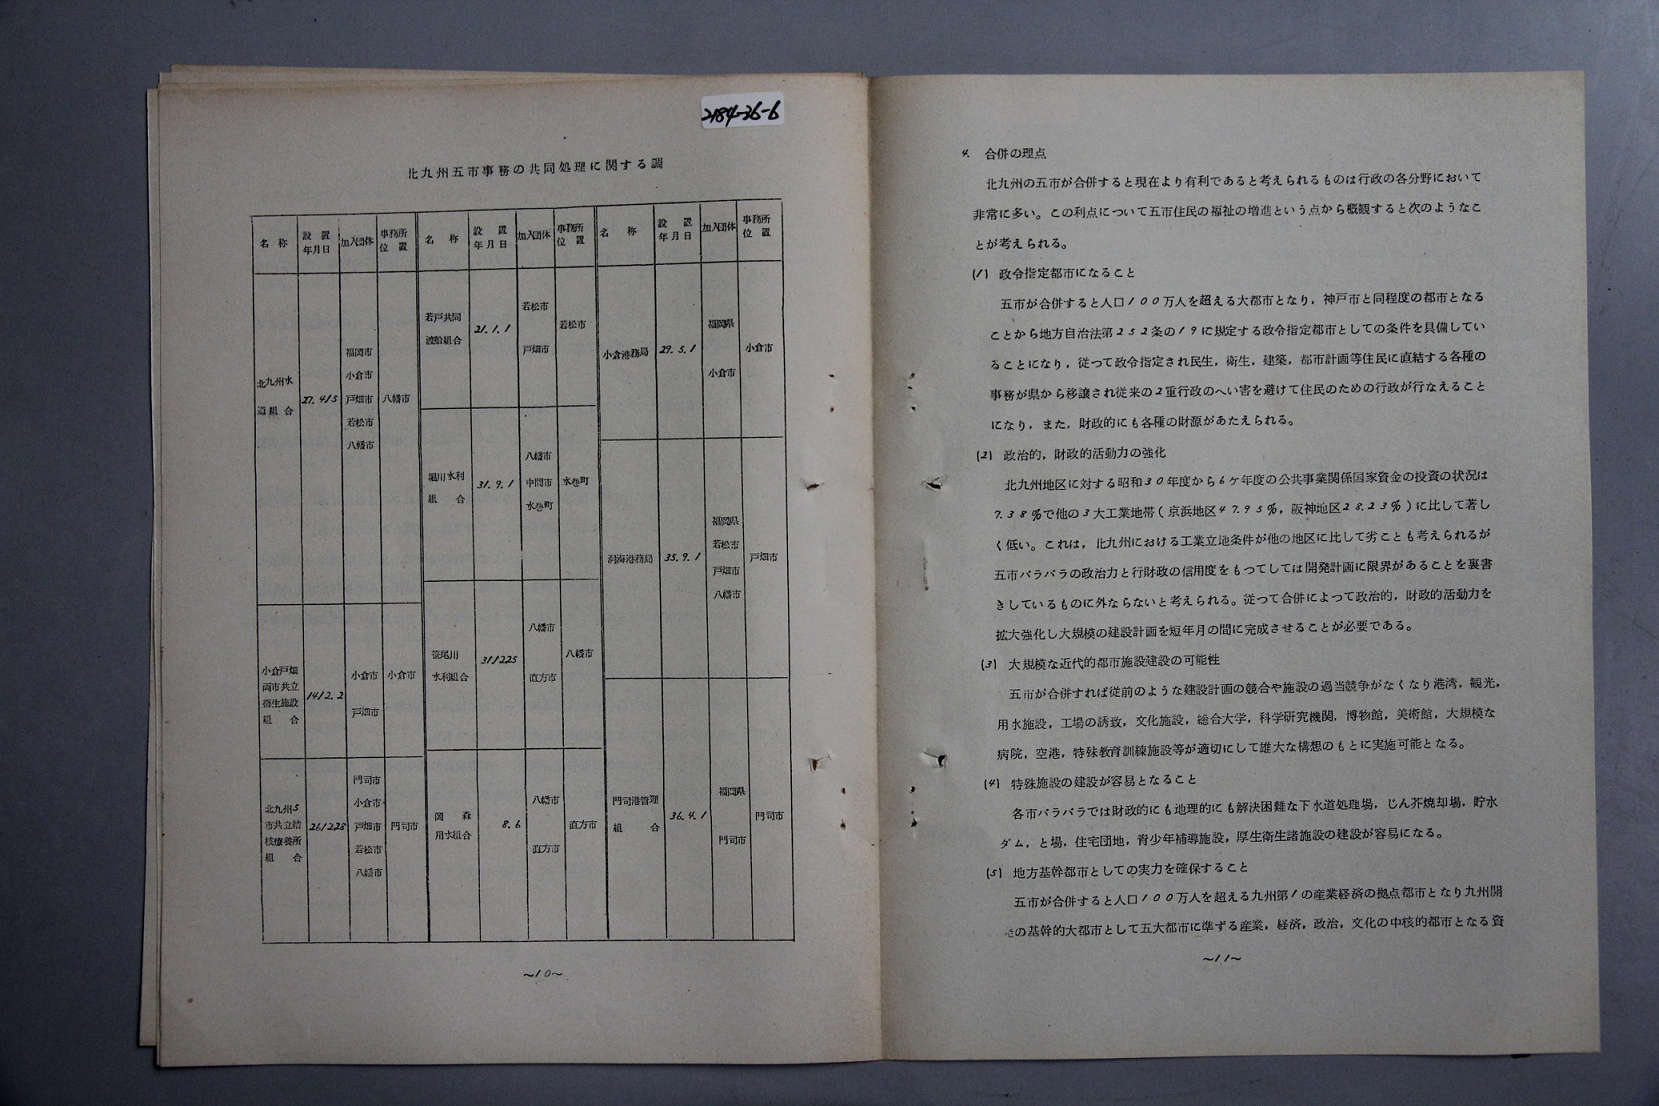 2184-36-6
北九州五市事務の共同処理に関する調
名称 設置年月日 加入団体 事務所位置
北九州水道組合 27.4.15 福岡市 小倉市 戸畑市 若松市 八幡市 八幡市
小倉戸畑両市共立衛生施設組合 14.12.2 小倉市 戸畑市 小倉市
北九州5市共立結核療養所組合 26.12.28 門司市 小倉市 戸畑市 若松市 八幡市 門司市
名称 設置年月日 加入団体 事務所位置
若戸共同渡船組合 21.1.1 若松市 戸畑市 若松市
堀川水利組合 31.9.1 八幡市 中間市 水巻町 水巻町
笹尾川水利組合 31.12.25 八幡市 直方市 八幡市
岡森用水組合 8.6 八幡市 直方市 直方市
名称 設置年月日 加入団体 事務所位置
小倉港務局 29.5.1 福岡県 小倉市 小倉市
洞海港務局 35.9.1 福岡県 若松市 戸畑市 八幡市 戸畑市
門司港管理組合 36.4.1 福岡県 門司市 門司市
～10～
4. 合併の理点
北九州の五市が合併すると現在より有利であると考えられるものは行政の各分野において
非常に多い。この利点について五市住民の福祉の増進という点から概観すると次のようなこ
とが考えられる。
(1) 政令指定都市になること
五市が合併すると人口100万人を超える大都市となり，神戸市と同程度の都市となる
ことから地方自治法第252条の19に規定する政令指定都市としての条件を具備してい
ることになり，従つて政令指定され民生，衛生，建築，都市計画等住民に直結する各種の
事務が県から移譲され従来の2重行政のへい害を避けて住民のための行政が行なえること
になり，また，財政的にも各種の財源があたえられる。
(2) 政治的，財政的活動力の強化
北九州地区に対する昭和30年度から6ケ年度の公共事業関係国家資金の投資の状況は
7.38％で他の3大工業地帯（京浜地区47.95％，阪神地区28.23％）に比して著し
く低い。これは，北九州における工業立地条件が他の地区に比して劣ことも考えられるが
五市バラバラの政治力と行財政の信用度をもつてしては開発計画に限界があることを裏書
きしているものに外ならないと考えられる。従つて合併によつて政治的，財政的活動力を
拡大強化し大規模の建設計画を短年月の間に完成させることが必要である。
(3) 大規模な近代的都市施設建設の可能性
五市が合併すれば従前のような建設計画の競合や施設の過当競争がなくなり港湾，観光，
用水施設，工場の誘致，文化施設，総合大学，科学研究機関，博物館，美術館，大規模な
病院，空港，特殊教育訓練施設等が適切にして雄大な構想のもとに実施可能となる。
(4) 特殊施設の建設が容易となること
各市バラバラでは財政的にも地理的にも解決困難な下水道処理場，じん芥焼却場，貯水
ダム，と場，住宅団地，青少年補導施設，厚生衛生諸施設の建設が容易になる。
(5) 地方基幹都市としての実力を確保すること
五市が合併すると人口100万人を超える九州第1の産業経済の拠点都市となり九州開
の基幹的大都市として五大都市に準ずる産業，経済，政治，文化の中核的都市となる資
～11～